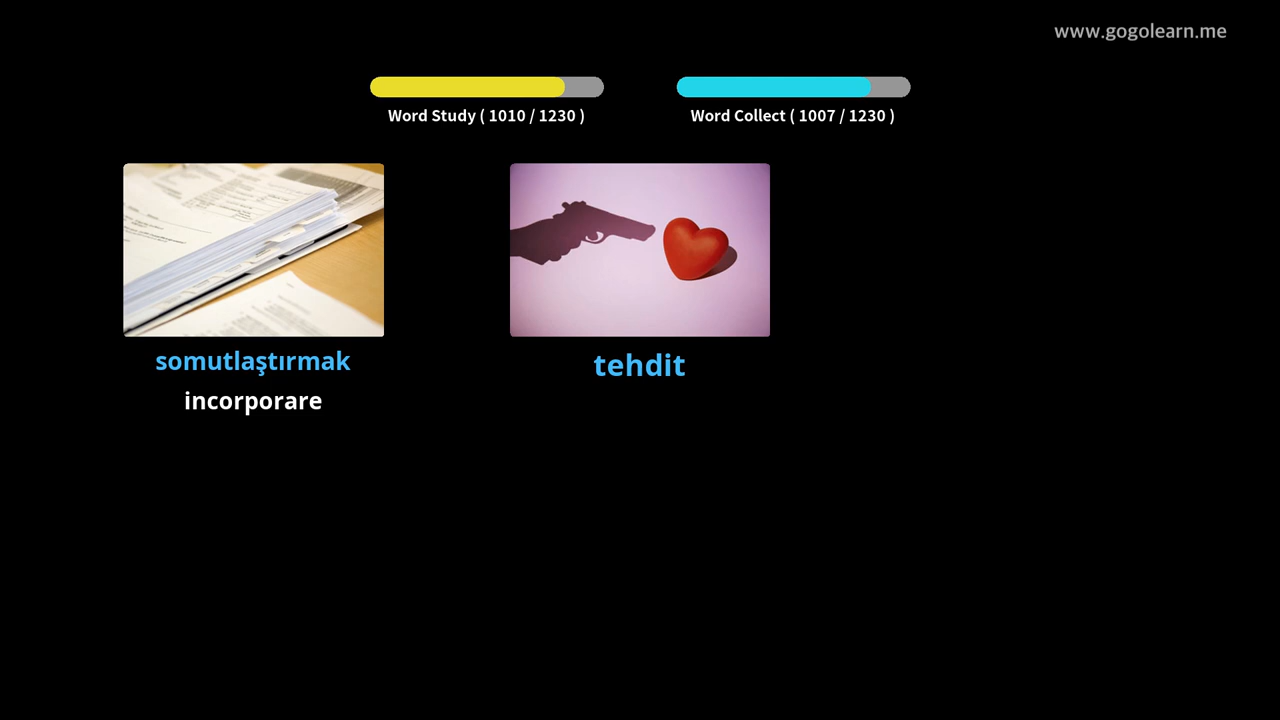 www.gogolearn.me
Word Study ( 1010 / 1230 )
Word Collect ( 1007 / 1230 )
somutlaştırmak
incorporare
tehdit